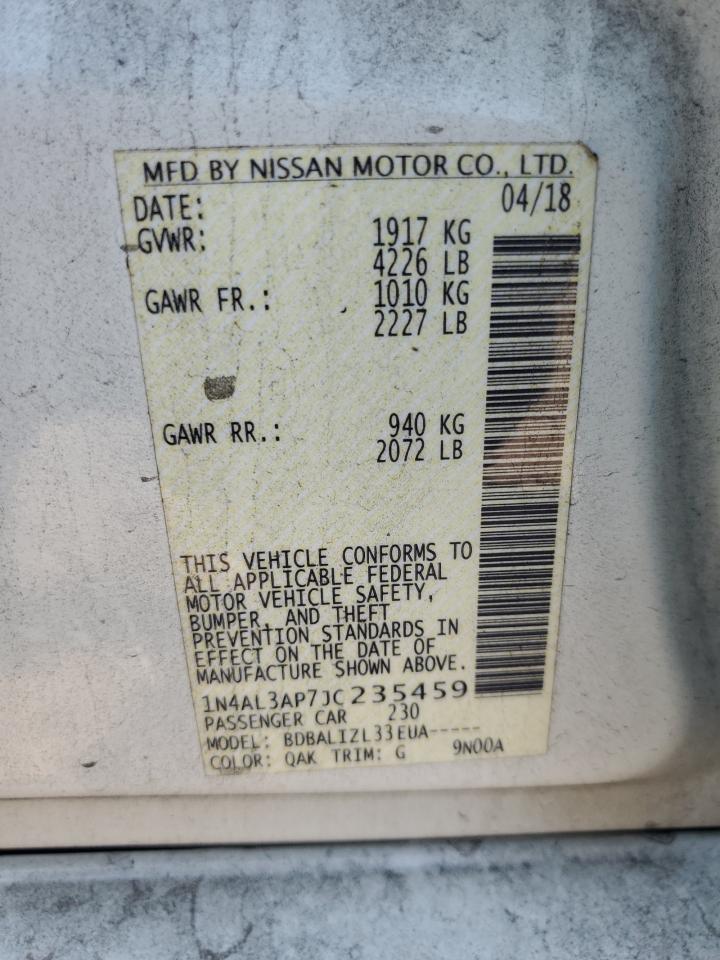 MFD BY NISSAN MOTOR CO., LTD.
DATE: 04/18
GVWR: 1917 KG
4226 LB
GAWR FR.: 1010 KG
2227 LB
GAWR RR.: 940 KG
2072 LB
THIS VEHICLE CONFORMS TO
ALL APPLICABLE FEDERAL
MOTOR VEHICLE SAFETY,
BUMPER, AND THEFT
PREVENTION STANDARDS IN
EFFECT ON THE DATE OF
MANUFACTURE SHOWN ABOVE.
1N4AL3AP7JC235459
PASSENGER CAR 230
MODEL: BDBALIZL33EUA-----
COLOR: QAK TRIM: G 9N00A